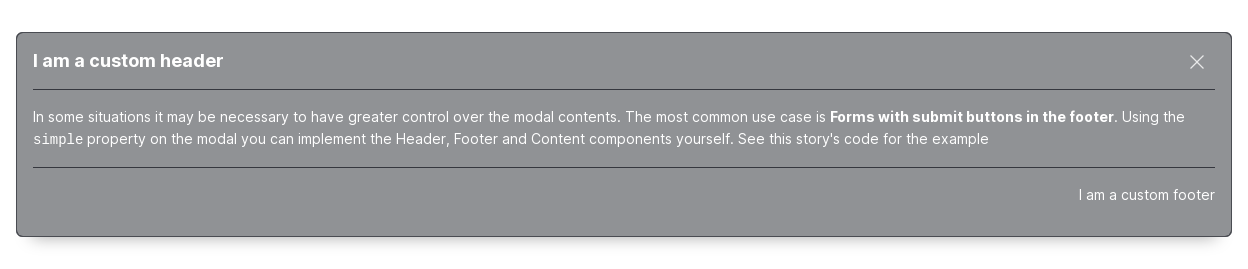 I am a custom header
In some situations it may be necessary to have greater control over the modal contents. The most common use case is Forms with submit buttons in the footer. Using the
simple property on the modal you can implement the Header, Footer and Content components yourself. See this story's code for the example
I am a custom footer